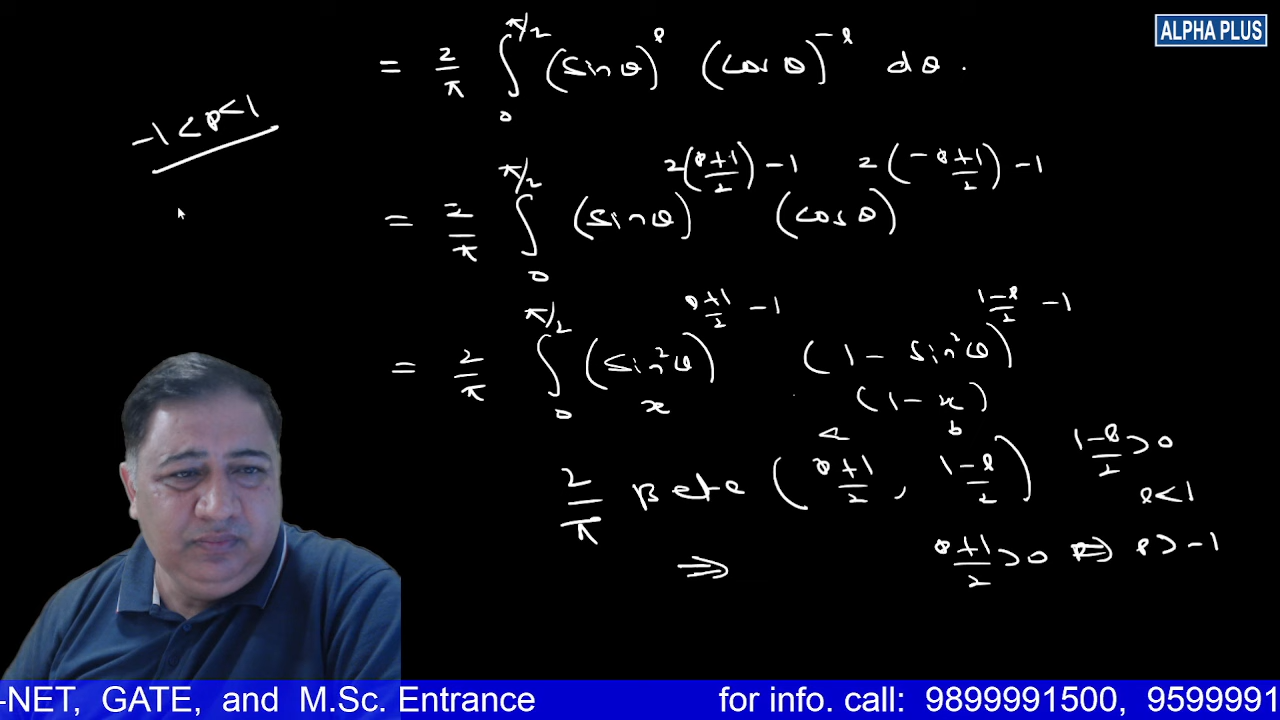 ALPHA PLUS
= 2/π ∫₀^{π/2} (sin θ)^p (cos θ)^{-p} dθ.
-1 < p < 1
= 2/π ∫₀^{π/2} (sin θ)^{2((p+1)/2) - 1} (cos θ)^{2((-p+1)/2) - 1}
= 2/π ∫₀^{π/2} (sin²θ)^{(p+1)/2 - 1} (1 - sin²θ)^{(1-p)/2 - 1}
x (1 - x)
a b
2/π Beta ( (p+1)/2 , (1-p)/2 ) (1-p)/2 > 0
p < 1
⇒ (p+1)/2 > 0 ⇔ p > -1
-NET, GATE, and M.Sc. Entrance for info. call: 9899991500, 9599991